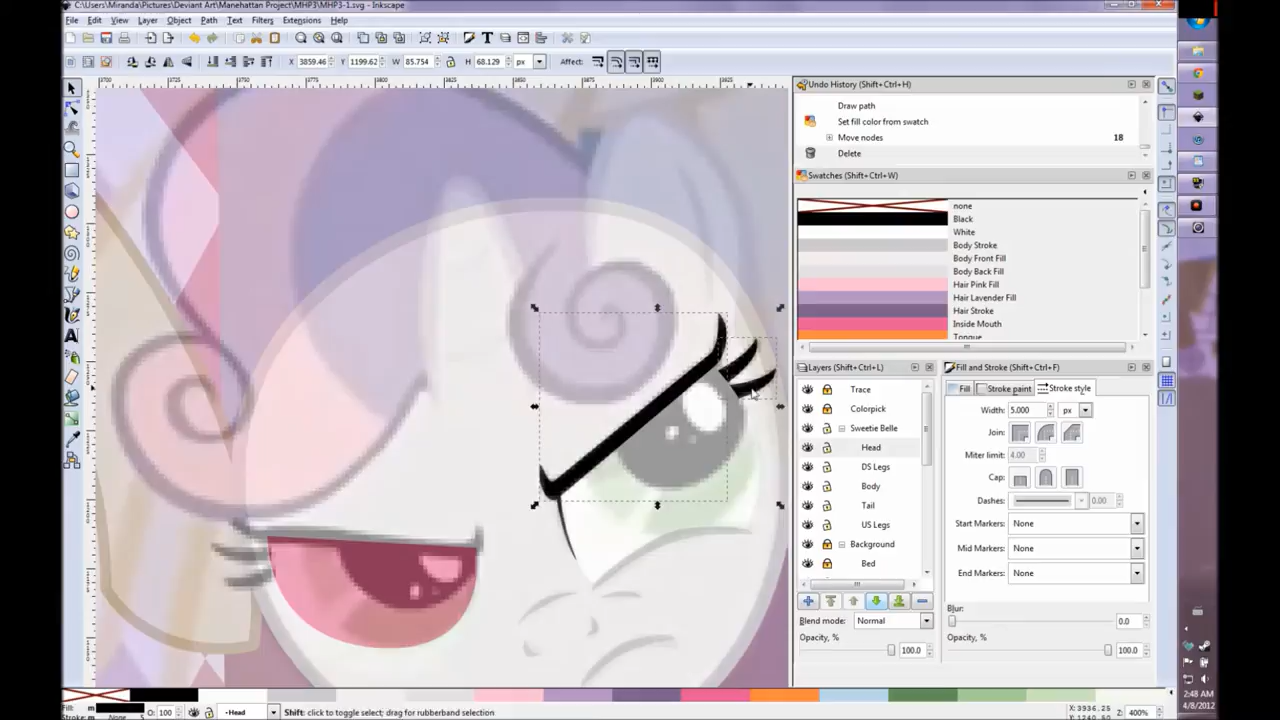 C:\Users\Miranda\Pictures\Deviant Art\Manehattan Project\MHP3\MHP3-1.svg - Inkscape
File Edit View Layer Object Path Text Filters Extensions Help
X 3859.46 Y 1199.62 W 85.754 H 68.129 px Affect:
Undo History (Shift+Ctrl+H)
Draw path
Set fill color from swatch
Move nodes 18
Delete
Swatches (Shift+Ctrl+W)
none
Black
White
Body Stroke
Body Front Fill
Body Back Fill
Hair Pink Fill
Hair Lavender Fill
Hair Stroke
Inside Mouth
Tongue
Layers (Shift+Ctrl+L)
Trace
Colorpick
Sweetie Belle
Head
DS Legs
Body
Tail
US Legs
Background
Bed
Blend mode: Normal
Opacity, % 100.0
Fill and Stroke (Shift+Ctrl+F)
Fill Stroke paint Stroke style
Width: 5.000 px
Join:
Miter limit: 4.00
Cap:
Dashes: 0.00
Start Markers: None
Mid Markers: None
End Markers: None
Blur:
0.0
Opacity, %
100.0
Fill: m
Stroke: m None 5
O: 100
Head
Shift: click to toggle select; drag for rubberband selection
X: 3936.25
Z: 400%
2:48 AM
4/8/2012